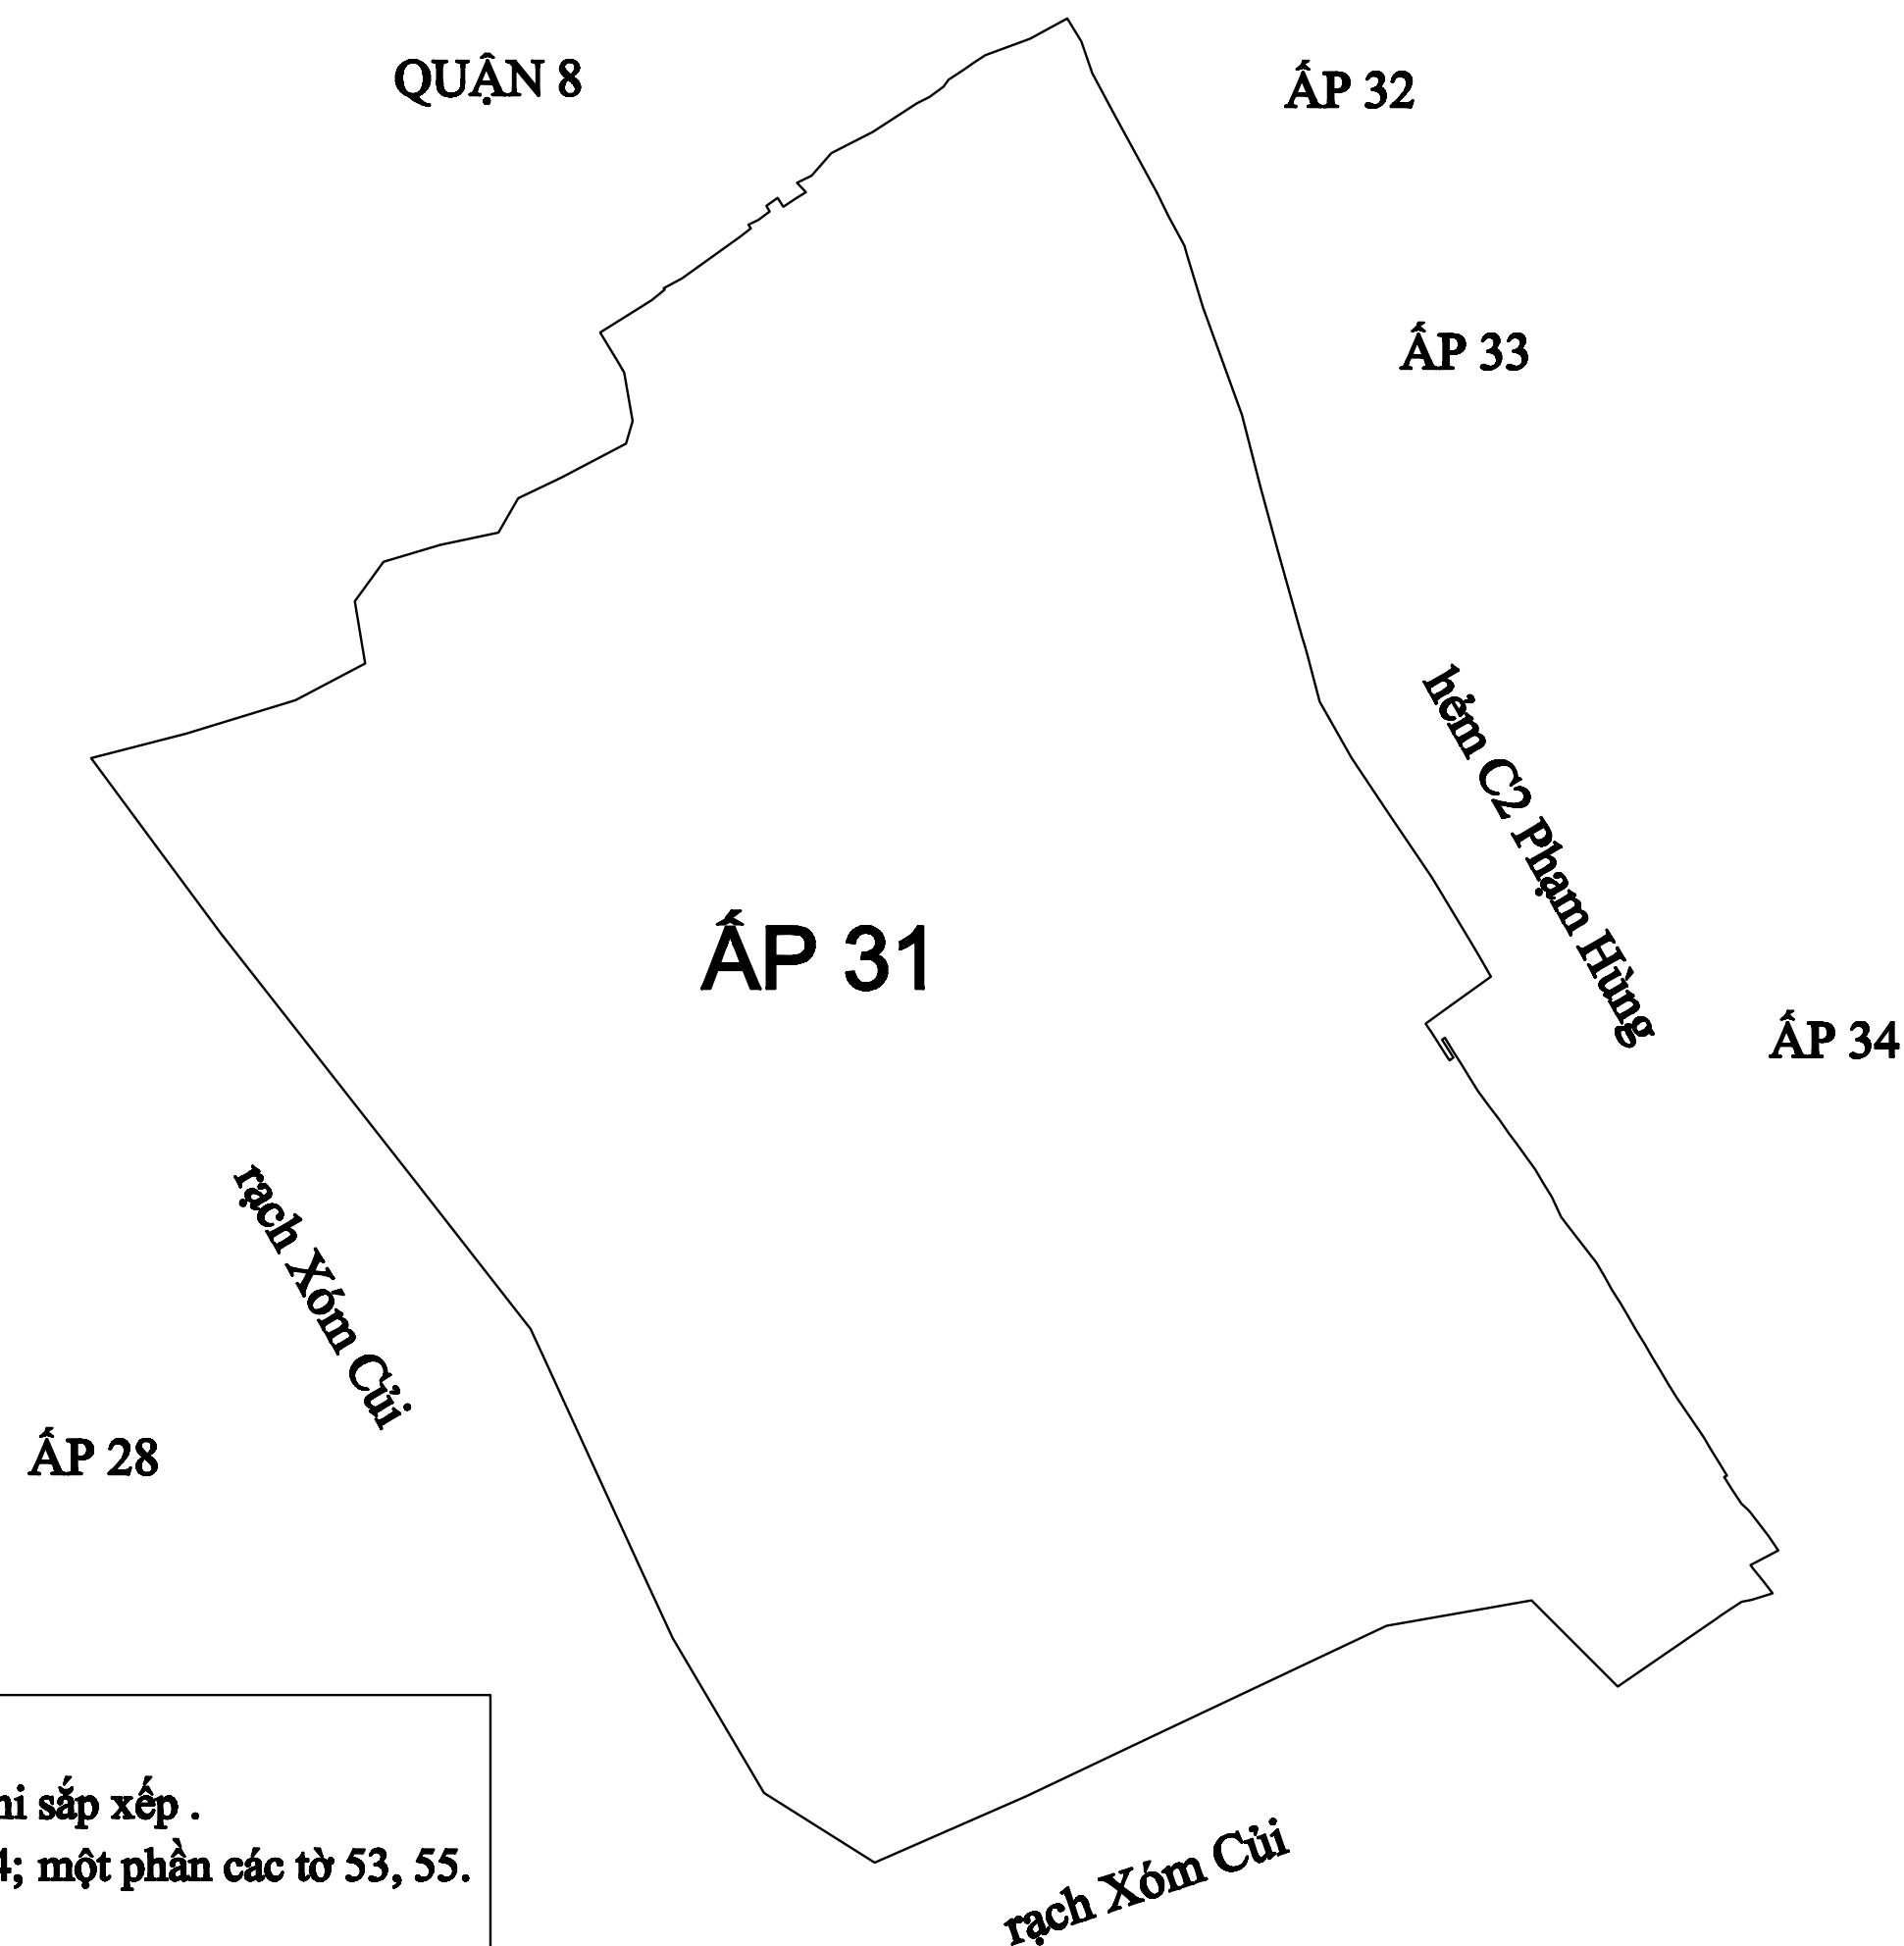 QUẬN 8
ẤP 32
ẤP 33
hẻm C2 Phạm Hùng
ẤP 31
ẤP 34
rạch Xóm Củi
ẤP 28
sắp xếp .
một phần các tờ 53, 55.
rạch Xóm Củi